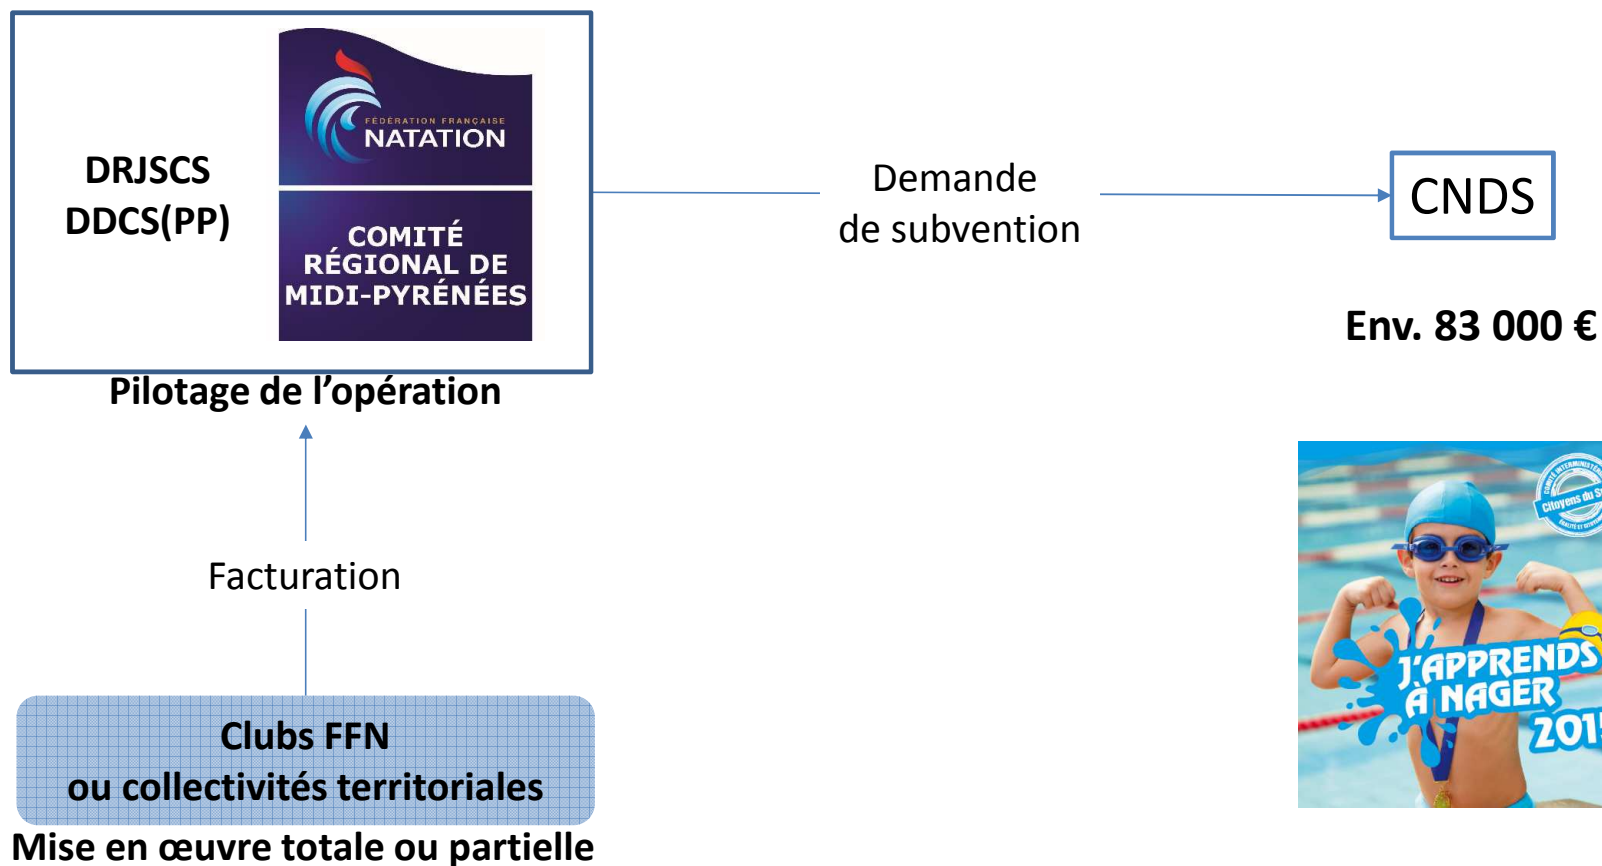 DRJSCS
DDCS(PP)
FÉDÉRATION FRANÇAISE
NATATION
COMITÉ
RÉGIONAL DE
MIDI-PYRÉNÉES
Pilotage de l'opération
Demande
de subvention
CNDS
Env. 83 000 €
Facturation
Clubs FFN
ou collectivités territoriales
Mise en œuvre totale ou partielle
Citoyens du
J'APPRENDS
À NAGER